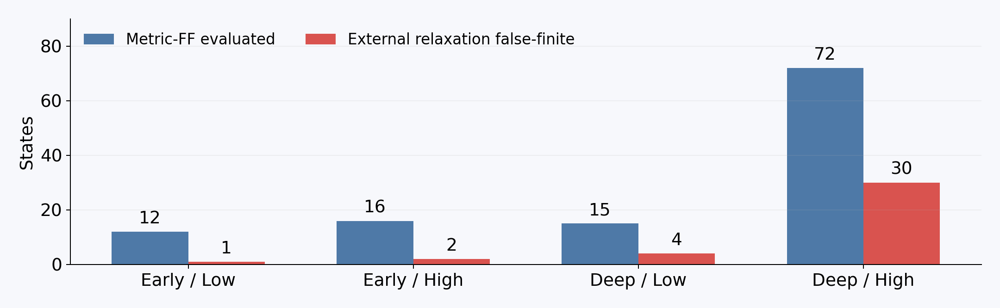 Metric-FF evaluated
External relaxation false-finite
States
80
60
40
20
0
12
1
16
2
15
4
72
30
Early / Low
Early / High
Deep / Low
Deep / High